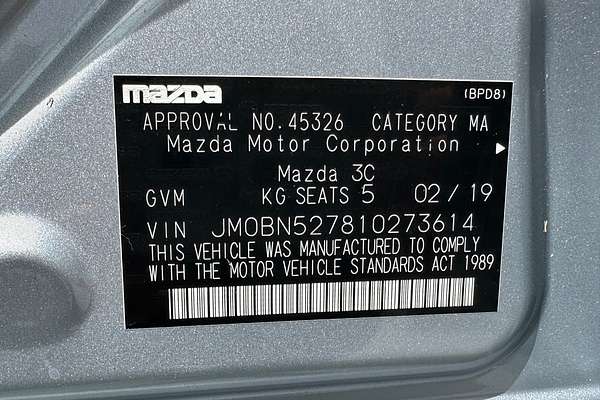 mazda (BPD8)
APPROVAL NO. 45326 CATEGORY MA
Mazda Motor Corporation
Mazda 3C
GVM KG SEATS 5 02/19
VIN JM0BN527810273614
THIS VEHICLE WAS MANUFACTURED TO COMPLY
WITH THE MOTOR VEHICLE STANDARDS ACT 1989